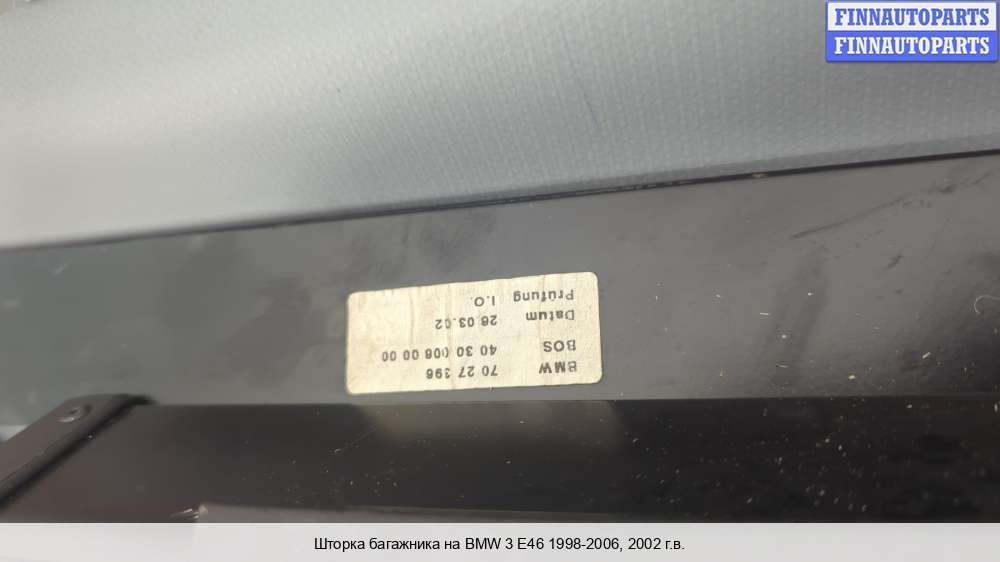 FINNAUTOPARTS
FINNAUTOPARTS
BMW 70 27 396
BOS 40 30 006 00 00
Datum 26.03.02
Prüfung I.O.
Шторка багажника на BMW 3 E46 1998-2006, 2002 г.в.